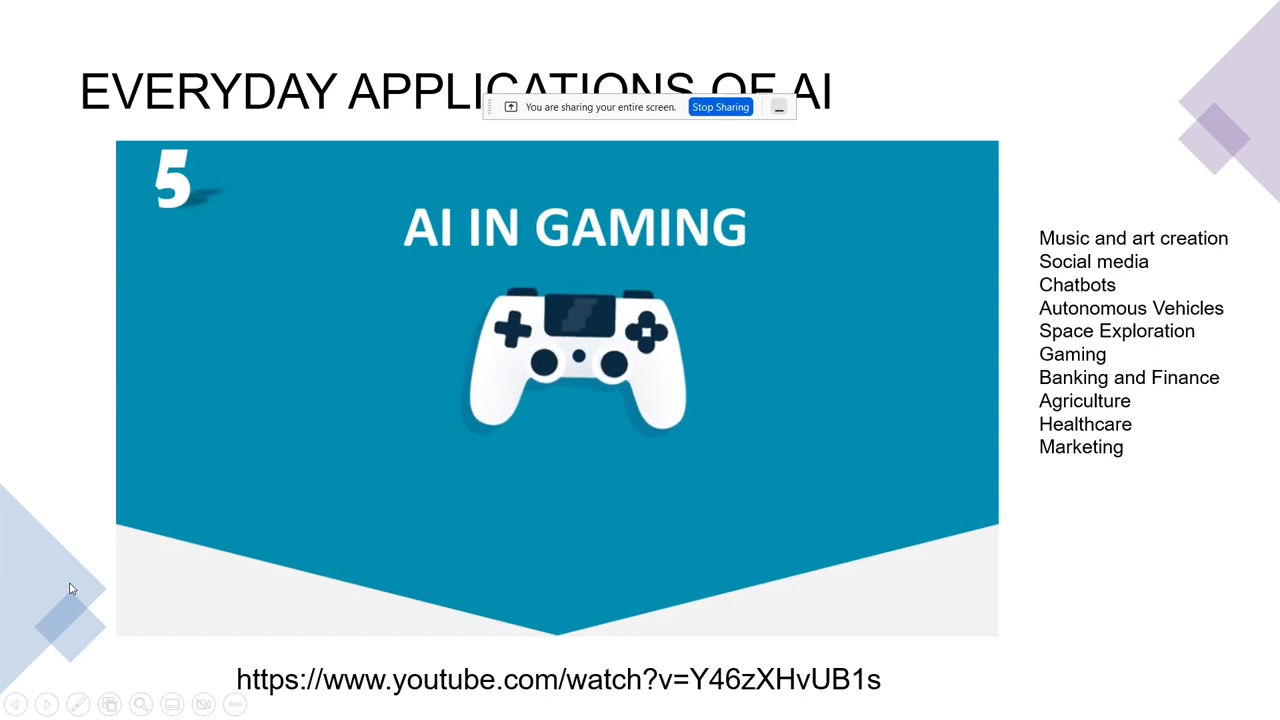 EVERYDAY APPLICATIONS OF AI
You are sharing your entire screen. Stop Sharing
5
AI IN GAMING
Music and art creation
Social media
Chatbots
Autonomous Vehicles
Space Exploration
Gaming
Banking and Finance
Agriculture
Healthcare
Marketing
https://www.youtube.com/watch?v=Y46zXHvUB1s